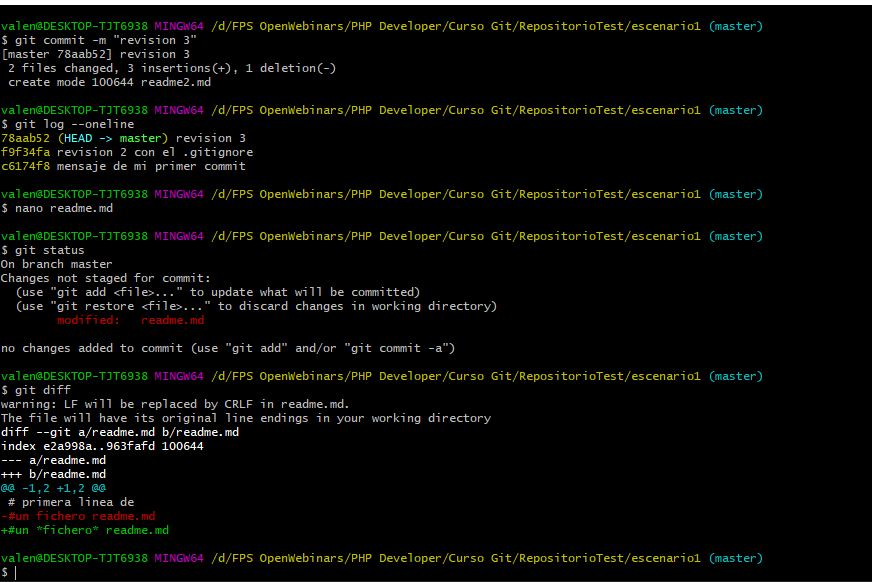 valen@DESKTOP-TJT6938 MINGW64 /d/FPS OpenWebinars/PHP Developer/Curso Git/RepositorioTest/escenario1 (master)
$ git commit -m "revision 3"
[master 78aab52] revision 3
 2 files changed, 3 insertions(+), 1 deletion(-)
 create mode 100644 readme2.md
valen@DESKTOP-TJT6938 MINGW64 /d/FPS OpenWebinars/PHP Developer/Curso Git/RepositorioTest/escenario1 (master)
$ git log --oneline
78aab52 (HEAD -> master) revision 3
f9f34fa revision 2 con el .gitignore
c6174f8 mensaje de mi primer commit
valen@DESKTOP-TJT6938 MINGW64 /d/FPS OpenWebinars/PHP Developer/Curso Git/RepositorioTest/escenario1 (master)
$ nano readme.md
valen@DESKTOP-TJT6938 MINGW64 /d/FPS OpenWebinars/PHP Developer/Curso Git/RepositorioTest/escenario1 (master)
$ git status
On branch master
Changes not staged for commit:
  (use "git add <file>..." to update what will be committed)
  (use "git restore <file>..." to discard changes in working directory)
        modified:   readme.md
no changes added to commit (use "git add" and/or "git commit -a")
valen@DESKTOP-TJT6938 MINGW64 /d/FPS OpenWebinars/PHP Developer/Curso Git/RepositorioTest/escenario1 (master)
$ git diff
warning: LF will be replaced by CRLF in readme.md.
The file will have its original line endings in your working directory
diff --git a/readme.md b/readme.md
index e2a998a..963fafd 100644
--- a/readme.md
+++ b/readme.md
@@ -1,2 +1,2 @@
 # primera linea de
-#un fichero readme.md
+#un *fichero* readme.md
valen@DESKTOP-TJT6938 MINGW64 /d/FPS OpenWebinars/PHP Developer/Curso Git/RepositorioTest/escenario1 (master)
$